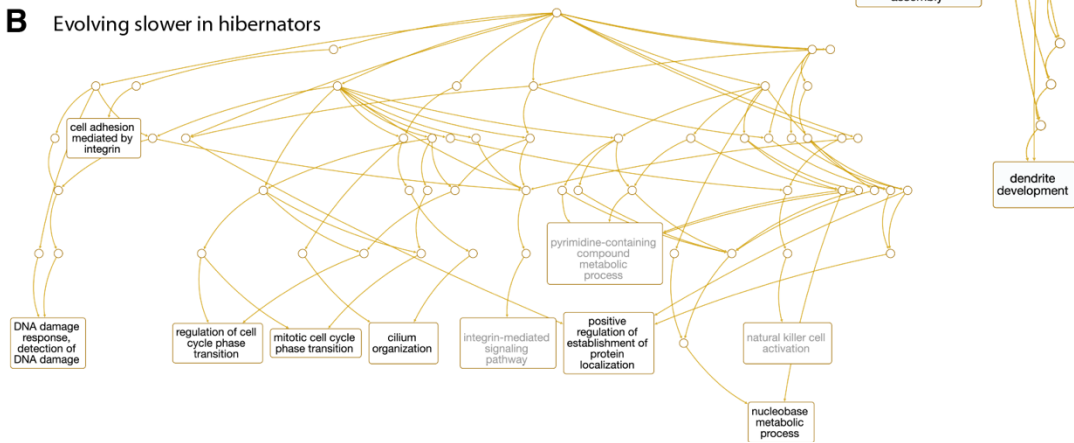 assembly
B Evolving slower in hibernators
cell adhesion
mediated by
integrin
dendrite
development
pyrimidine-containing
compound
metabolic
process
DNA damage
response,
detection of
DNA damage
regulation of cell
cycle phase
transition
mitotic cell cycle
phase transition
cilium
organization
integrin-mediated
signaling
pathway
positive
regulation of
establishment of
protein
localization
natural killer cell
activation
nucleobase
metabolic
process